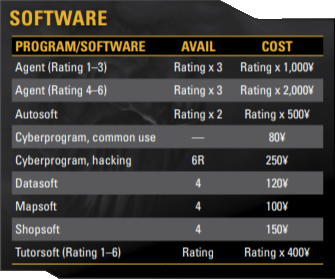 SOFTWARE
PROGRAM/SOFTWARE AVAIL COST
Agent (Rating 1–3) Rating x 3 Rating x 1,000¥
Agent (Rating 4–6) Rating x 3 Rating x 2,000¥
Autosoft Rating x 2 Rating x 500¥
Cyberprogram, common use — 80¥
Cyberprogram, hacking 6R 250¥
Datasoft 4 120¥
Mapsoft 4 100¥
Shopsoft 4 150¥
Tutorsoft (Rating 1–6) Rating Rating x 400¥